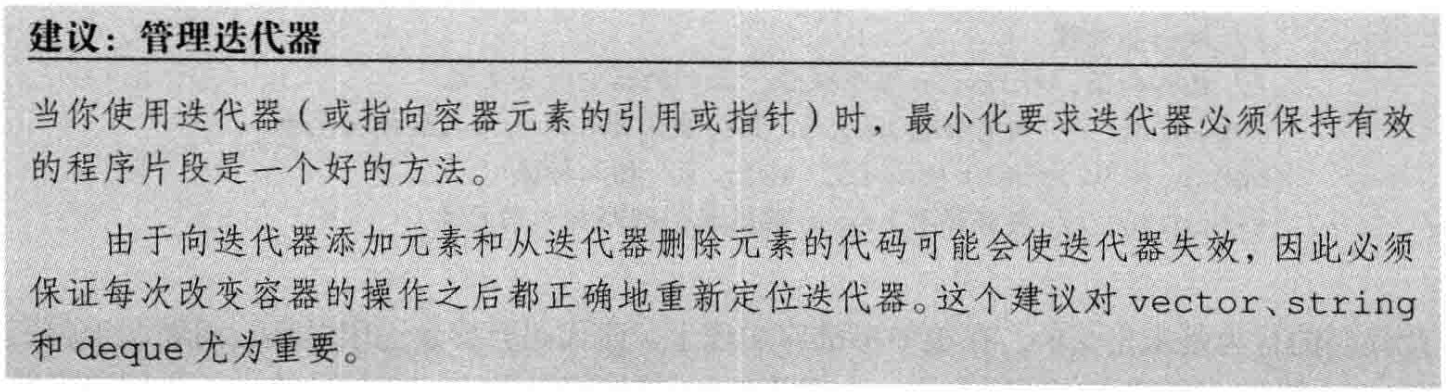 建议：管理迭代器
当你使用迭代器（或指向容器元素的引用或指针）时，最小化要求迭代器必须保持有效
的程序片段是一个好的方法。
由于向迭代器添加元素和从迭代器删除元素的代码可能会使迭代器失效，因此必须
保证每次改变容器的操作之后都正确地重新定位迭代器。这个建议对 vector、string
和 deque 尤为重要。